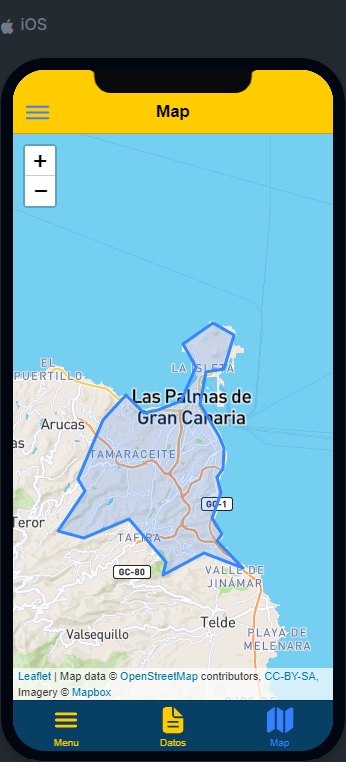 iOS
Map
+
−
LA ISLETA
EL
PUERTILLO
Las Palmas de
Gran Canaria
Arucas
as
TAMARACEITE
GC-1
Teror
TAFIRA
GC-80
VALLE DE
JINÁMAR
Telde
Valsequillo
PLAYA DE
MELENARA
Leaflet | Map data © OpenStreetMap contributors, CC-BY-SA,
Imagery © Mapbox
Menu
Datos
Map